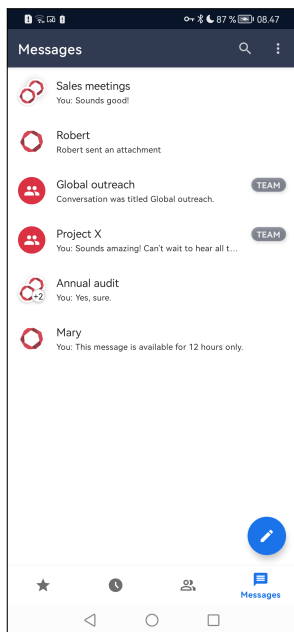 87 % 08.47
Messages
Sales meetings
You: Sounds good!
Robert
Robert sent an attachment
Global outreach TEAM
Conversation was titled Global outreach.
Project X TEAM
You: Sounds amazing! Can't wait to hear all t...
+2 Annual audit
You: Yes, sure.
Mary
You: This message is available for 12 hours only.
Messages